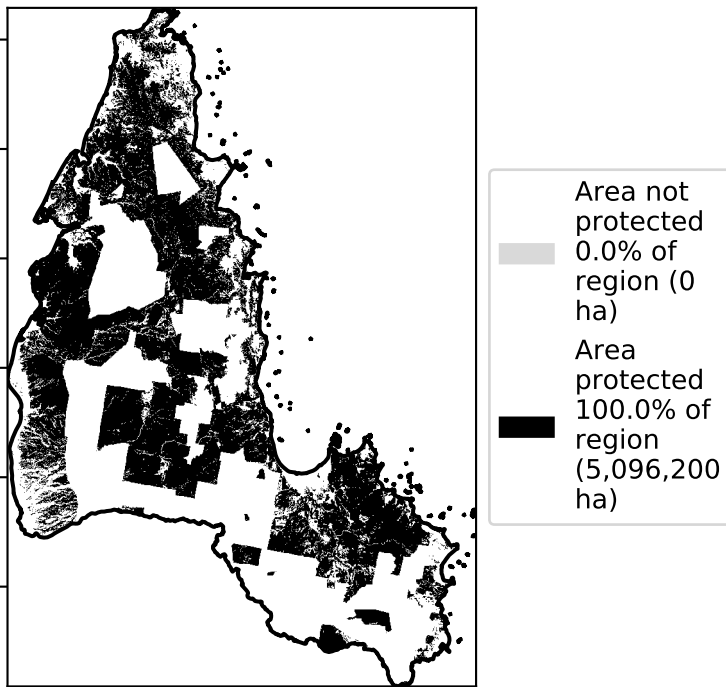 Area not
protected
0.0% of
region (0
ha)
Area
protected
100.0% of
region
(5,096,200
ha)